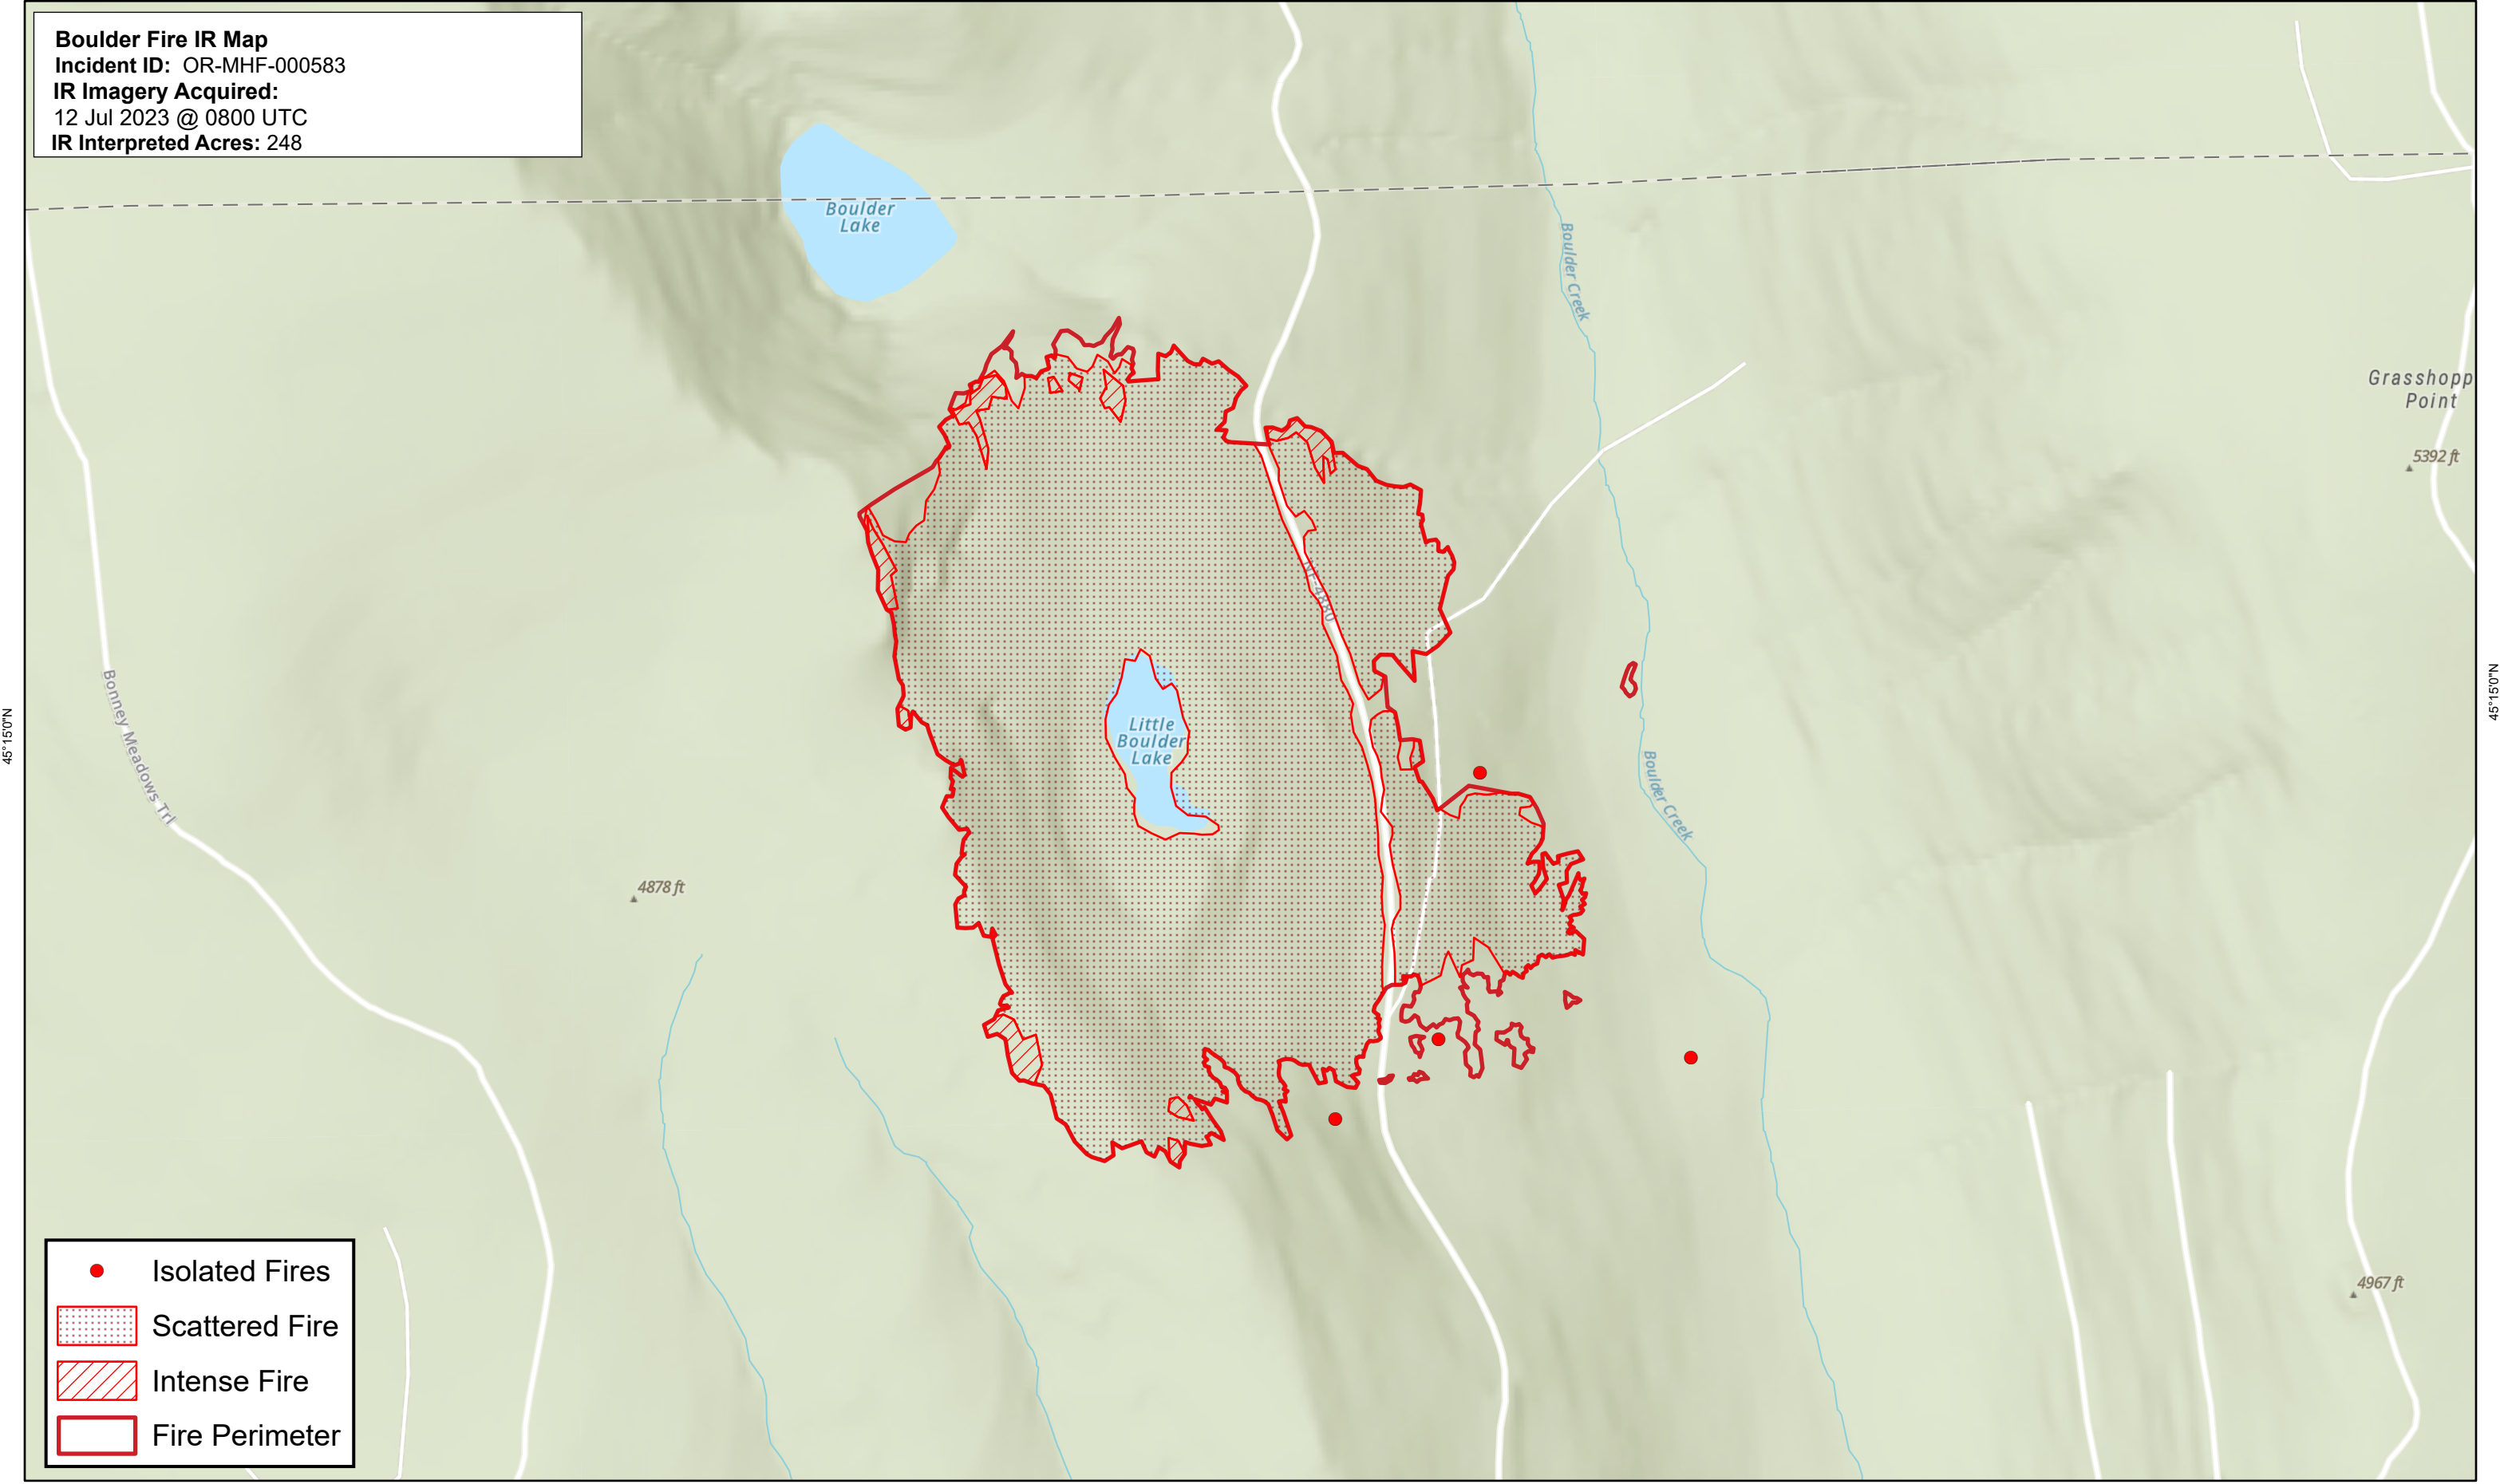 Boulder Fire IR Map
Incident ID: OR-MHF-000583
IR Imagery Acquired:
12 Jul 2023 @ 0800 UTC
IR Interpreted Acres: 248
Boulder
Lake
Boulder Creek
Grasshopp
Point
5392 ft
NF-4880
45°15'0"N
45°15'0"N
Bonney Meadows Trl
Little
Boulder
Lake
Boulder Creek
4878 ft
4967 ft
Isolated Fires
Scattered Fire
Intense Fire
Fire Perimeter